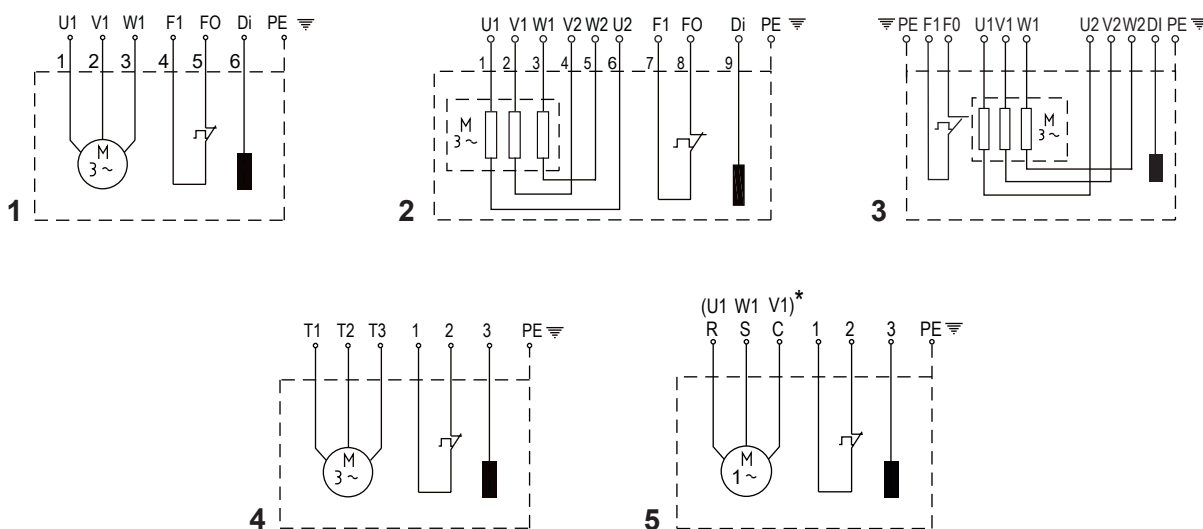 U1 V1 W1 F1 FO Di PE
1 2 3 4 5 6
M
3~
1
U1 V1 W1 V2 W2 U2 F1 FO Di PE
1 2 3 4 5 6 7 8 9
M
3~
2
PE F1 F0 U1 V1 W1 U2 V2 W2 DI PE
M
3~
3
T1 T2 T3 1 2 3 PE
M
3~
4
(U1 W1 V1)*
R S C 1 2 3 PE
M
1~
5